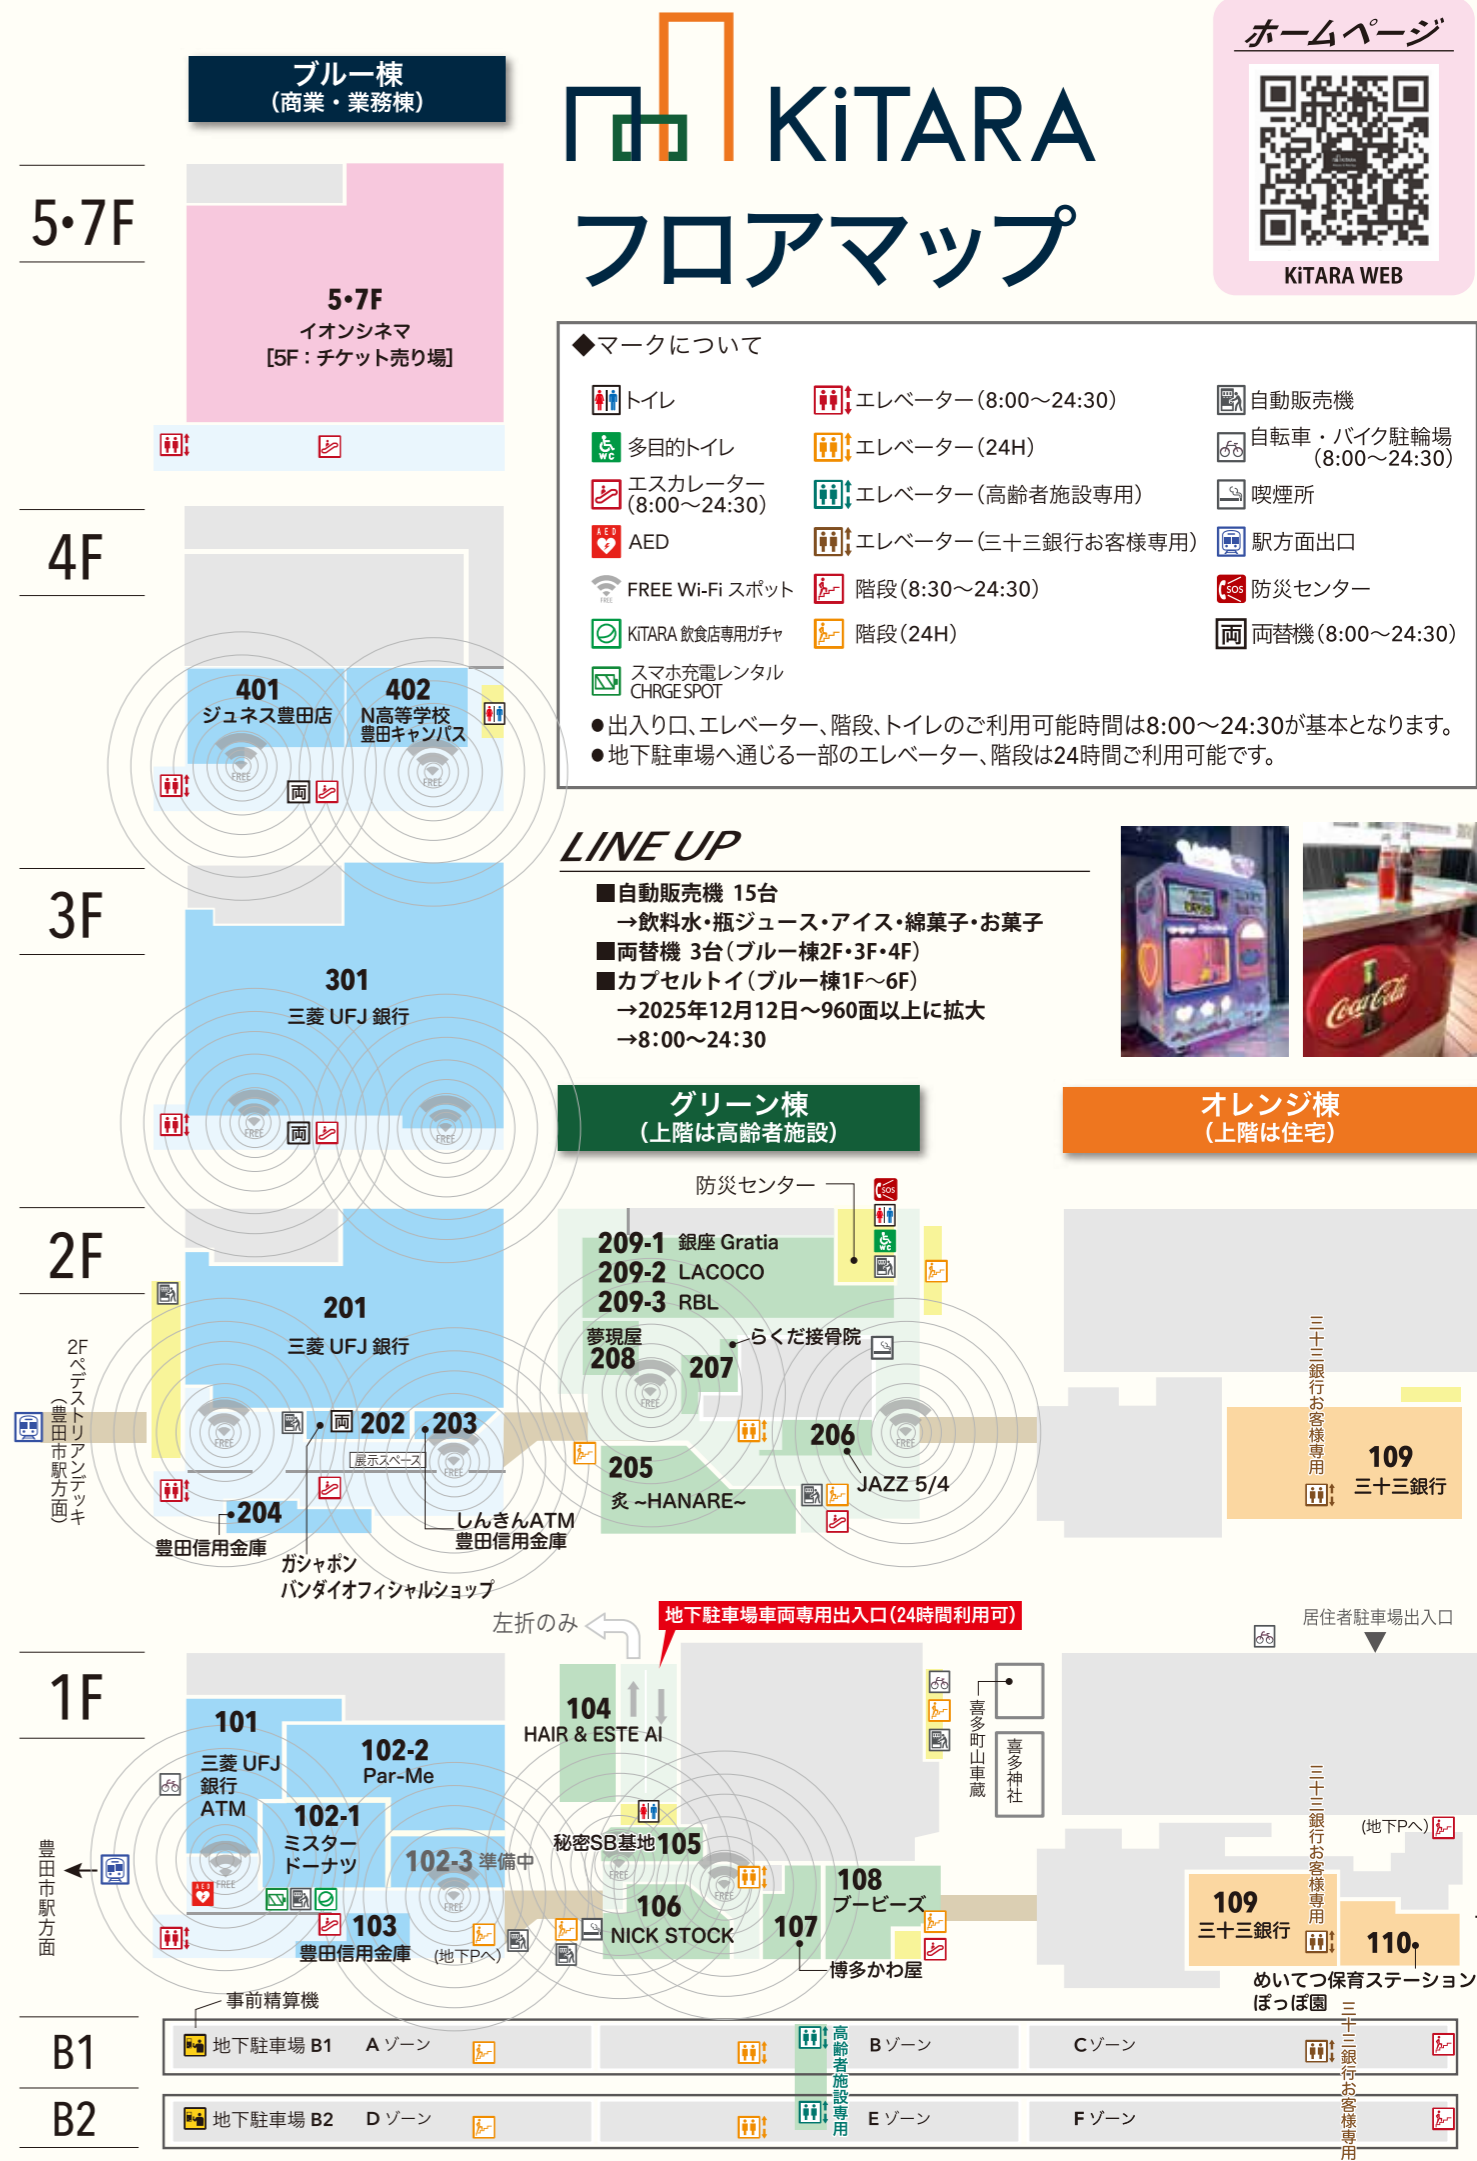 ブルー棟
(商業・業務棟)
KiTARA
フロアマップ
ホームページ
KiTARA WEB
◆マークについて
トイレ
多目的トイレ
エスカレーター
(8:00～24:30)
AED
FREE Wi-Fi スポット
KiTARA 飲食店専用ガチャ
スマホ充電レンタル
CHRGE SPOT
エレベーター(8:00～24:30)
エレベーター(24H)
エレベーター(高齢者施設専用)
エレベーター(三十三銀行お客様専用)
階段(8:30～24:30)
階段(24H)
自動販売機
自転車・バイク駐輪場
(8:00～24:30)
喫煙所
駅方面出口
防災センター
両 両替機(8:00～24:30)
●出入り口、エレベーター、階段、トイレのご利用可能時間は8:00～24:30が基本となります。
●地下駐車場へ通じる一部のエレベーター、階段は24時間ご利用可能です。
LINE UP
■自動販売機 15台
→飲料水・瓶ジュース・アイス・綿菓子・お菓子
■両替機 3台(ブルー棟2F・3F・4F)
■カプセルトイ(ブルー棟1F～6F)
→2025年12月12日～960面以上に拡大
→8:00～24:30
Coca-Cola
5・7F
5・7F
イオンシネマ
[5F：チケット売り場]
4F
401
ジュネス豊田店
402
N高等学校
豊田キャンパス
FREE
FREE
両
3F
301
三菱 UFJ 銀行
FREE
両
FREE
グリーン棟
(上階は高齢者施設)
オレンジ棟
(上階は住宅)
2F
201
三菱 UFJ 銀行
2Fペデストリアンデッキ
(豊田市駅方面)
FREE
両
202
203
展示スペース
FREE
204
豊田信用金庫
ガシャポン
バンダイオフィシャルショップ
しんきんATM
豊田信用金庫
防災センター
SOS
WC
209-1 銀座 Gratia
209-2 LACOCO
209-3 RBL
夢現屋
208
らくだ接骨院
207
FREE
206
JAZZ 5/4
FREE
205
炙 ~HANARE~
三十三銀行お客様専用
109
三十三銀行
左折のみ
地下駐車場車両専用出入口(24時間利用可)
居住者駐車場出入口
1F
101
三菱 UFJ
銀行
ATM
102-2
Par-Me
102-1
ミスター
ドーナツ
102-3 準備中
FREE
AED
FREE
103
豊田信用金庫
(地下Pへ)
豊田市駅方面
104
HAIR & ESTE AI
秘密SB基地 105
FREE
FREE
106
NICK STOCK
107
博多かわ屋
108
ブービーズ
喜多町山車蔵
喜多神社
(地下Pへ)
三十三銀行お客様専用
109
三十三銀行
110
めいてつ保育ステーション
ぽっぽ園
事前精算機
B1
地下駐車場 B1
A ゾーン
B ゾーン
C ゾーン
高齢者施設専用
三十三銀行お客様専用
B2
地下駐車場 B2
D ゾーン
E ゾーン
F ゾーン